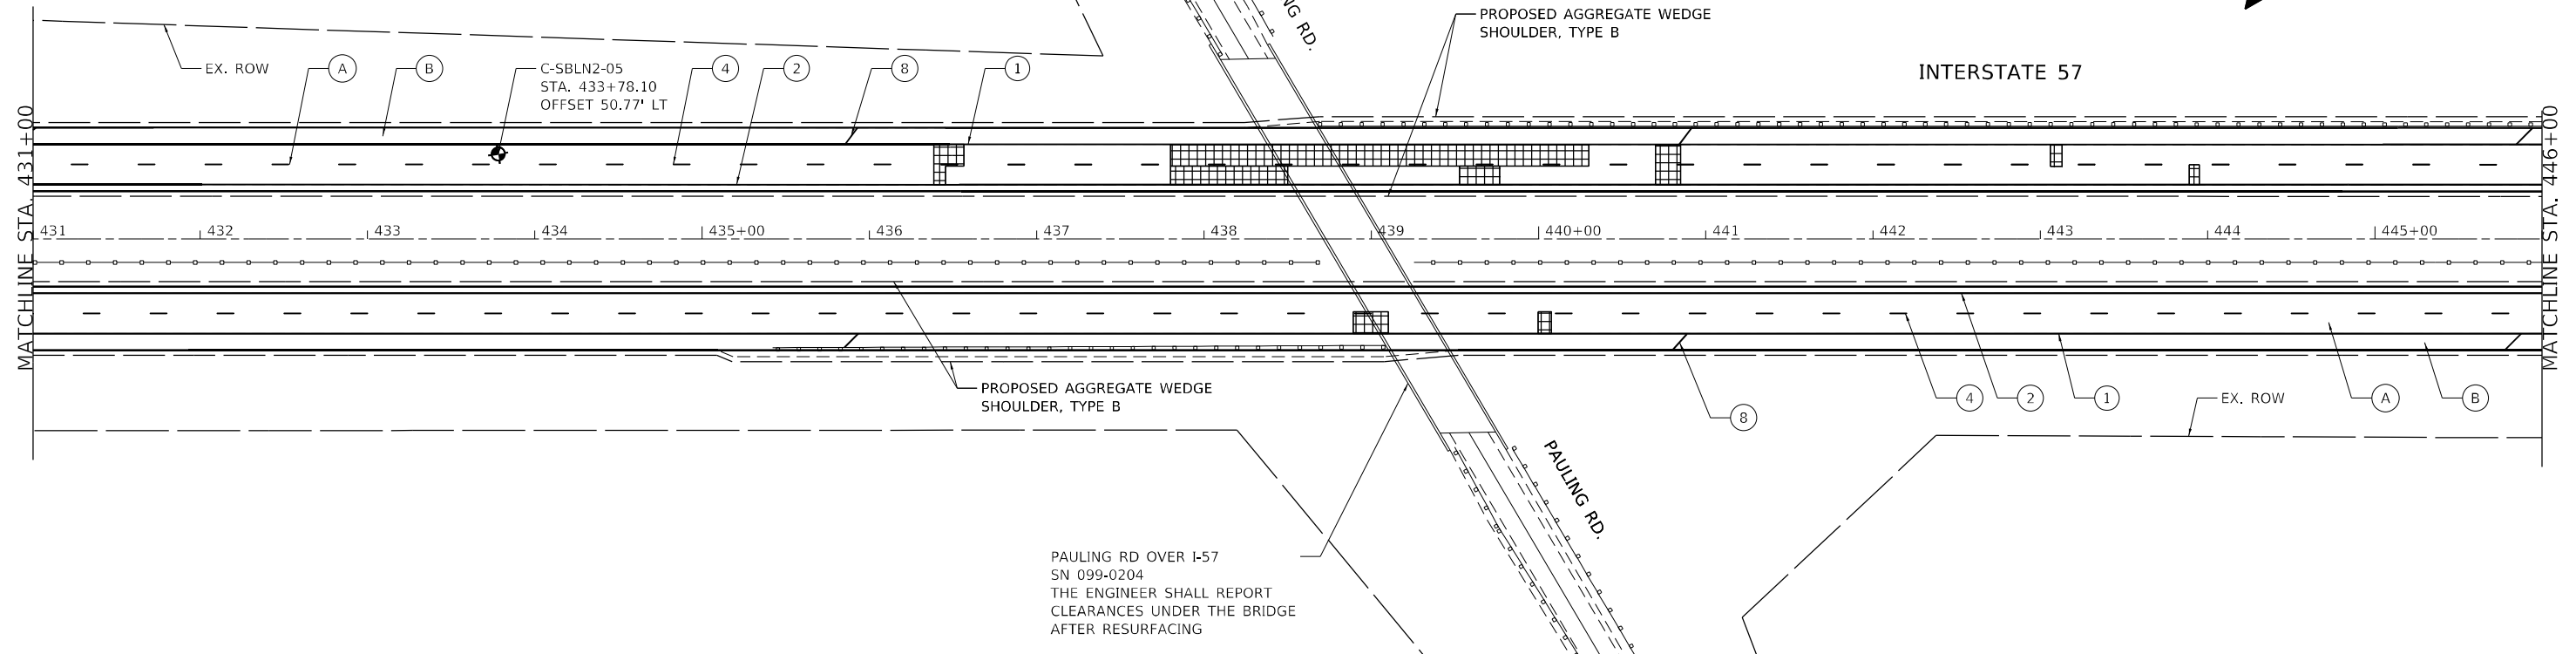 NG RD.
PROPOSED AGGREGATE WEDGE
SHOULDER, TYPE B
INTERSTATE 57
EX. ROW
A
B
C-SBLN2-05
STA. 433+78.10
OFFSET 50.77' LT
4
2
8
1
MATCHLINE STA. 431+00
MATCHLINE STA. 446+00
431
432
433
434
435+00
436
437
438
439
440+00
441
442
443
444
445+00
PROPOSED AGGREGATE WEDGE
SHOULDER, TYPE B
8
4
2
1
EX. ROW
A
B
PAULING RD.
PAULING RD OVER I-57
SN 099-0204
THE ENGINEER SHALL REPORT
CLEARANCES UNDER THE BRIDGE
AFTER RESURFACING